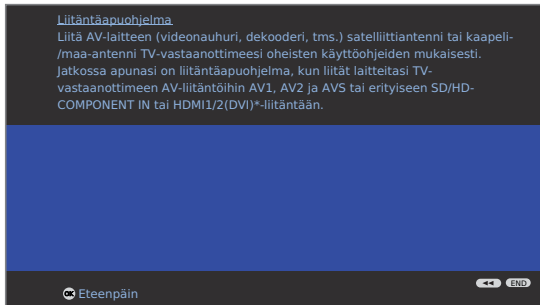 Liitäntäapuohjelma
Liitä AV-laitteen (videonauhuri, dekooderi, tms.) satelliittiantenni tai kaapeli-
/maa-antenni TV-vastaanottimeesi oheisten käyttöohjeiden mukaisesti.
Jatkossa apunasi on liitäntäapuohjelma, kun liität laitteitasi TV-
vastaanottimeen AV-liitäntöihin AV1, AV2 ja AVS tai erityiseen SD/HD-
COMPONENT IN tai HDMI1/2(DVI)*-liitäntään.
◄◄ END
OK Eteenpäin